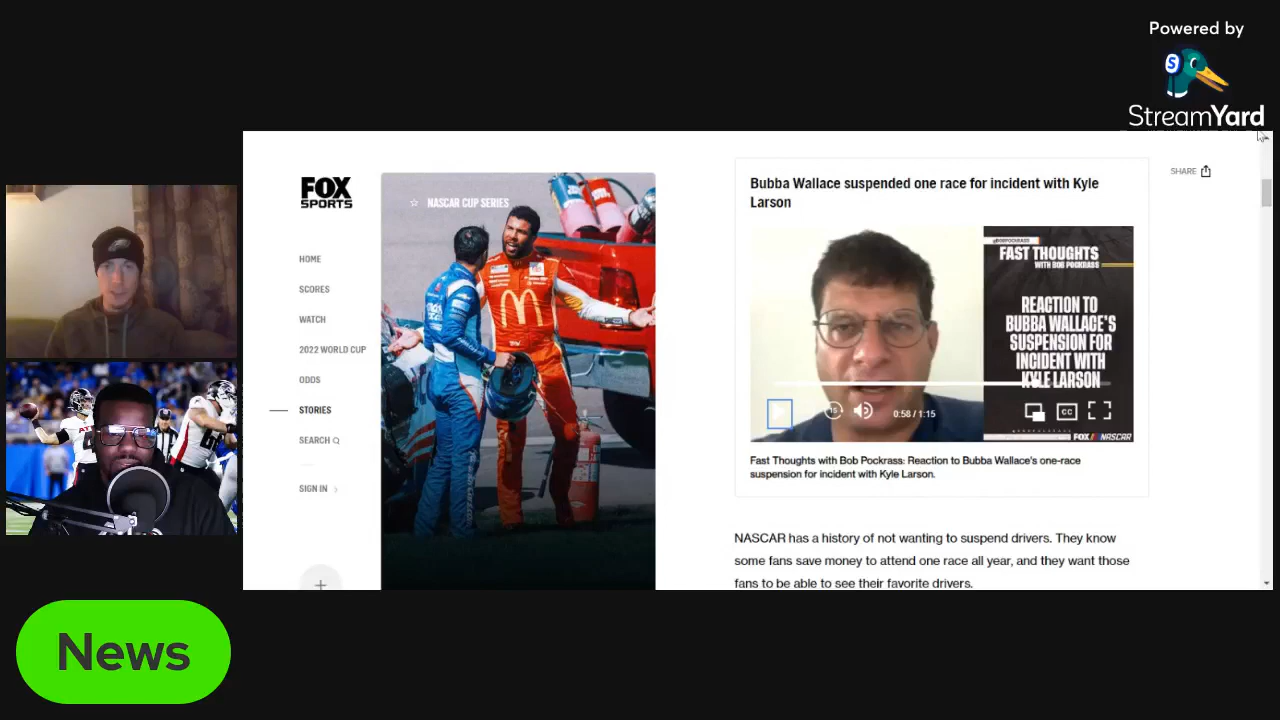 Powered by
S
StreamYard
FOX
SPORTS
HOME
SCORES
WATCH
2022 WORLD CUP
ODDS
STORIES
SEARCH
SIGN IN
+
☆ NASCAR CUP SERIES
Bubba Wallace suspended one race for incident with Kyle
Larson
SHARE
@BOBPOCKRASS
FAST THOUGHTS
WITH BOB POCKRASS
REACTION TO
BUBBA WALLACE'S
SUSPENSION FOR
INCIDENT WITH
KYLE LARSON
15
0:58 / 1:15
CC
FOX NASCAR
Fast Thoughts with Bob Pockrass: Reaction to Bubba Wallace's one-race
suspension for incident with Kyle Larson.
NASCAR has a history of not wanting to suspend drivers. They know
some fans save money to attend one race all year, and they want those
fans to be able to see their favorite drivers.
News